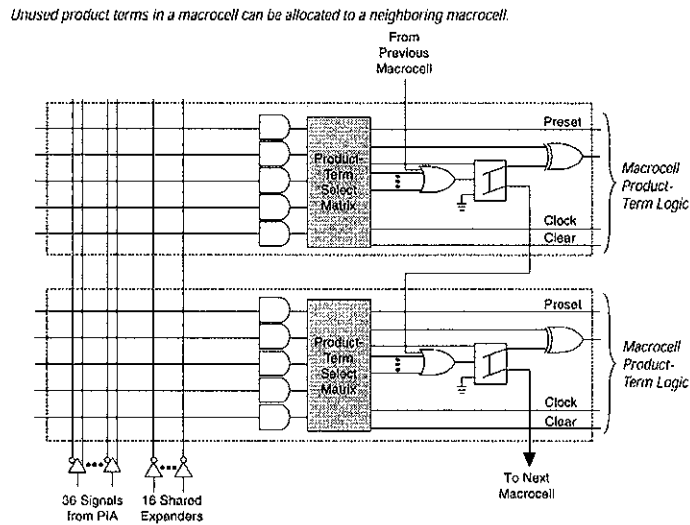 Unused product terms in a macrocell can be allocated to a neighboring macrocell.
From
Previous
Macrocell
Preset
Product-
Term
Select
Matrix
Macrocell
Product-
Term Logic
Clock
Clear
Preset
Product-
Term
Select
Matrix
Macrocell
Product-
Term Logic
Clock
Clear
36 Signals
from PIA
16 Shared
Expanders
To Next
Macrocell